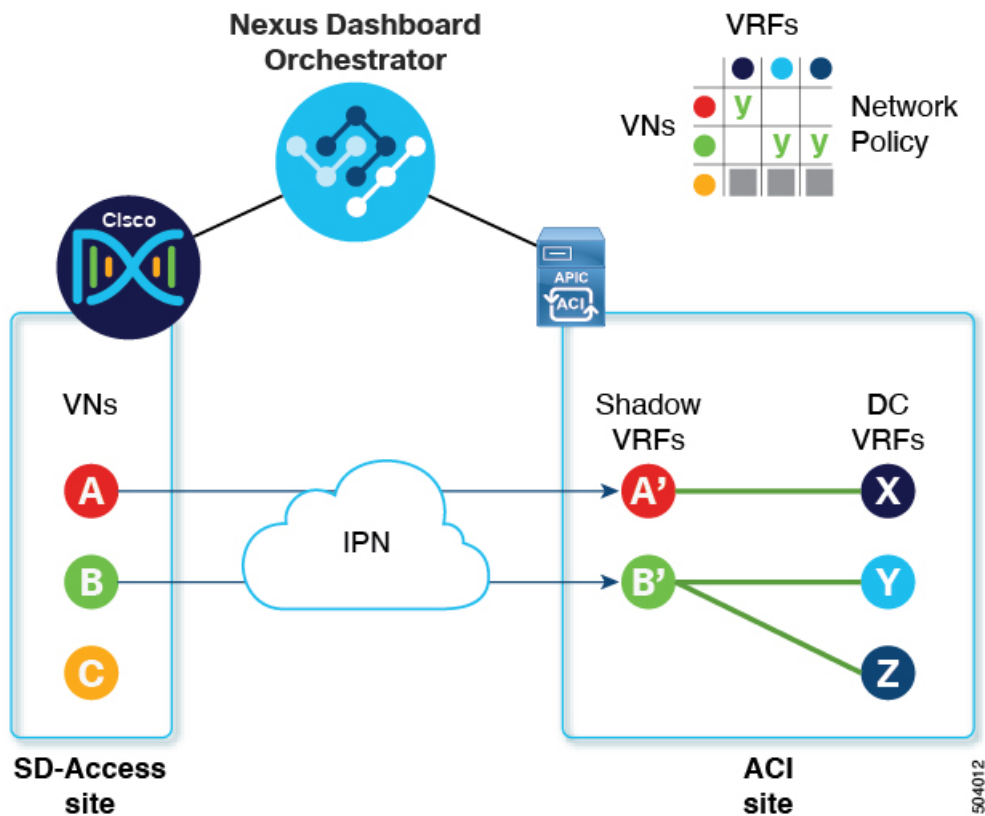 Nexus Dashboard
Orchestrator
VRFs
VNs
y
y y
Network
Policy
Cisco
APIC
ACI
VNs
Shadow
VRFs
DC
VRFs
A
IPN
A’
X
B
B’
Y
C
Z
SD-Access
site
ACI
site
504012